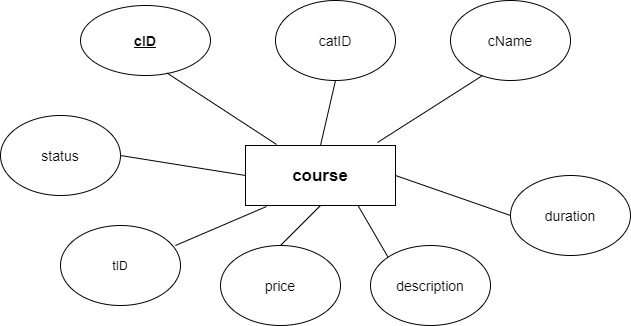 cID
catID
cName
status
course
duration
tID
price
description